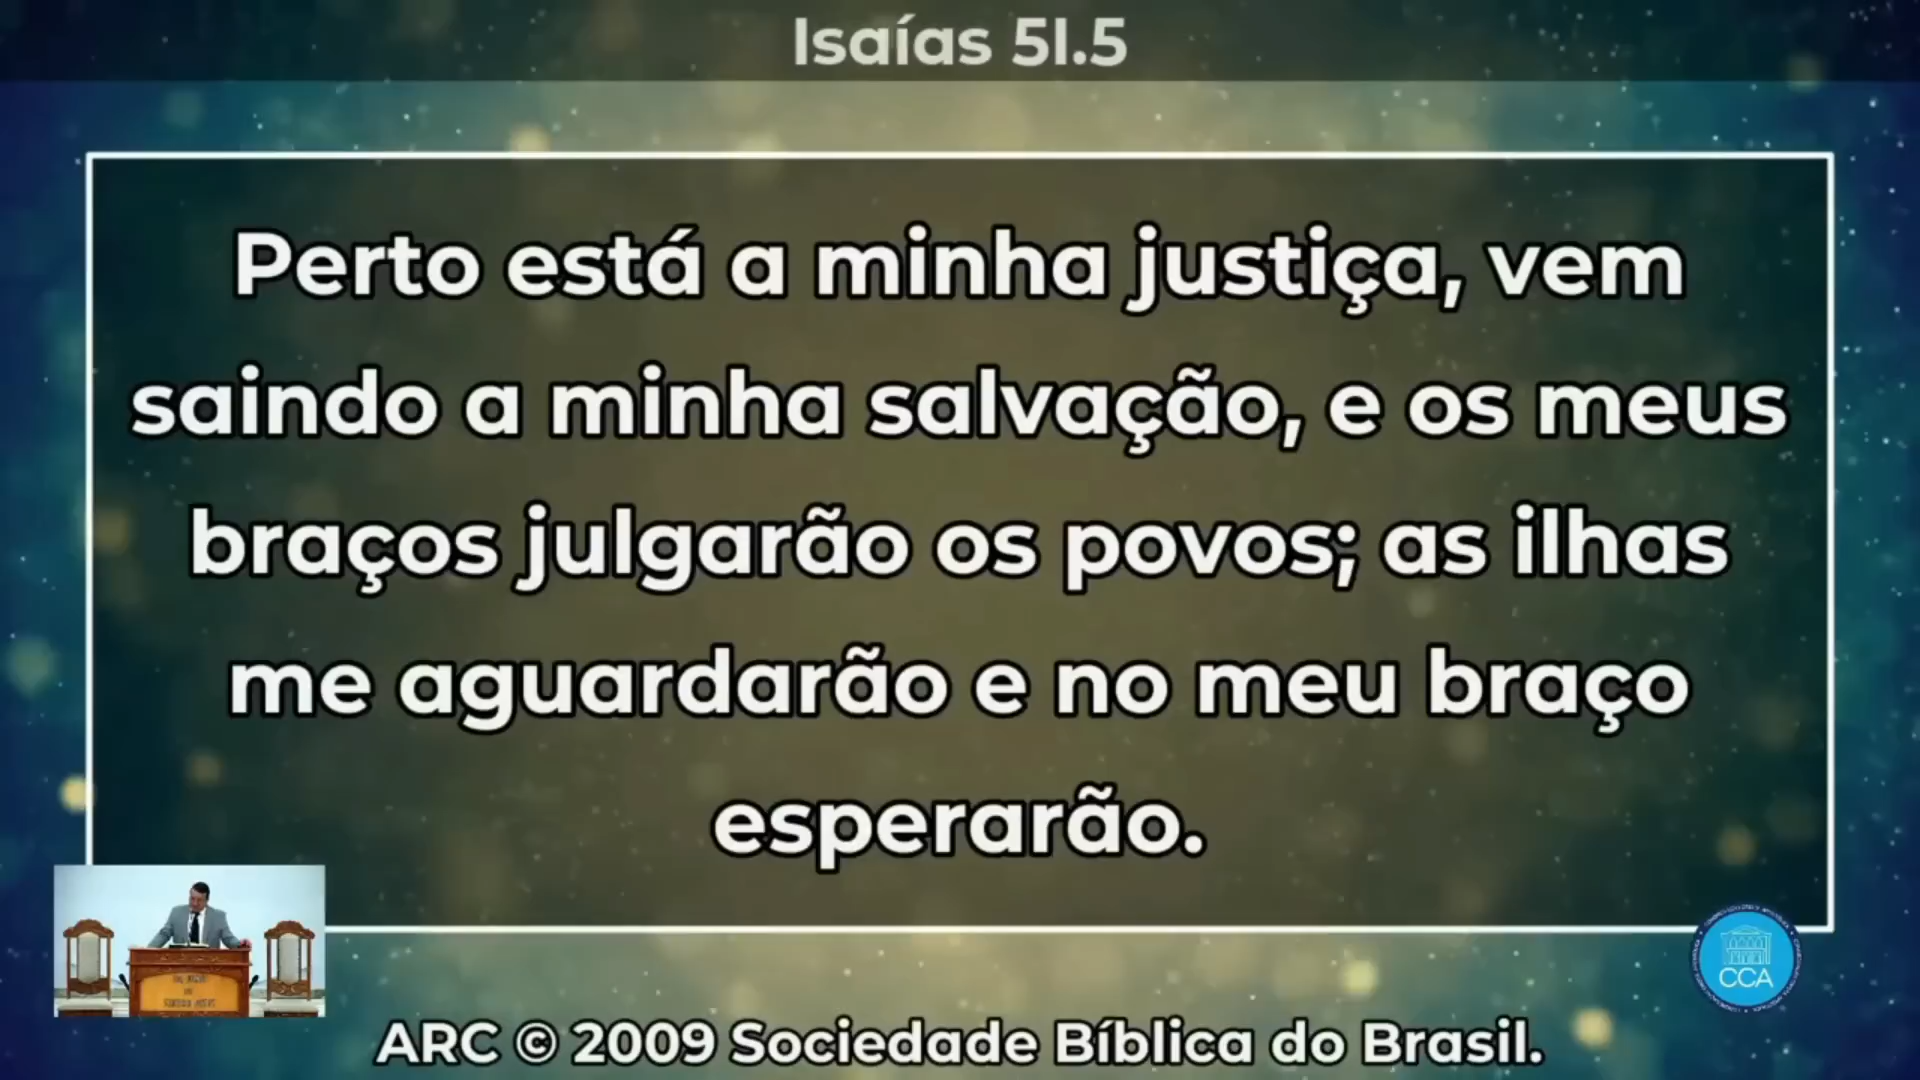 Isaías 51.5
Perto está a minha justiça, vem
saindo a minha salvação, e os meus
braços julgarão os povos; as ilhas
me aguardarão e no meu braço
esperarão.
CCA
ARC © 2009 Sociedade Bíblica do Brasil.